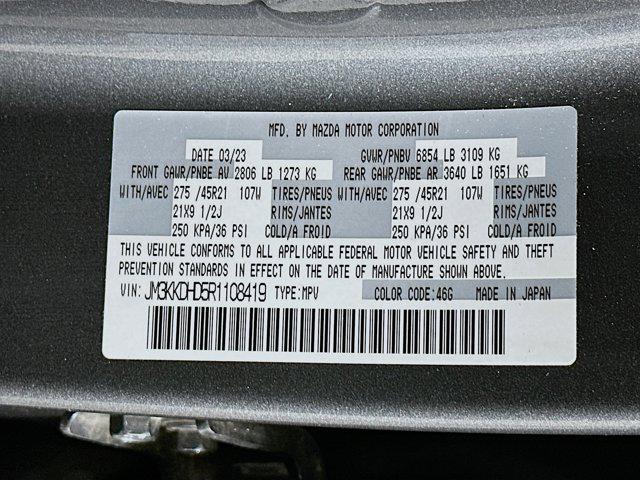 MFD. BY MAZDA MOTOR CORPORATION
DATE 03/23 GVWR/PNBV 6854 LB 3109 KG
FRONT GAWR/PNBE AV 2806 LB 1273 KG REAR GAWR/PNBE AR 3640 LB 1651 KG
WITH/AVEC 275 /45R21 107W TIRES/PNEUS WITH/AVEC 275 /45R21 107W TIRES/PNEUS
21X9 1/2J RIMS/JANTES 21X9 1/2J RIMS/JANTES
250 KPA/36 PSI COLD/A FROID 250 KPA/36 PSI COLD/A FROID
THIS VEHICLE CONFORMS TO ALL APPLICABLE FEDERAL MOTOR VEHICLE SAFETY AND THEFT
PREVENTION STANDARDS IN EFFECT ON THE DATE OF MANUFACTURE SHOWN ABOVE.
VIN: JM3KKDHD5R1108419 TYPE:MPV COLOR CODE:46G MADE IN JAPAN